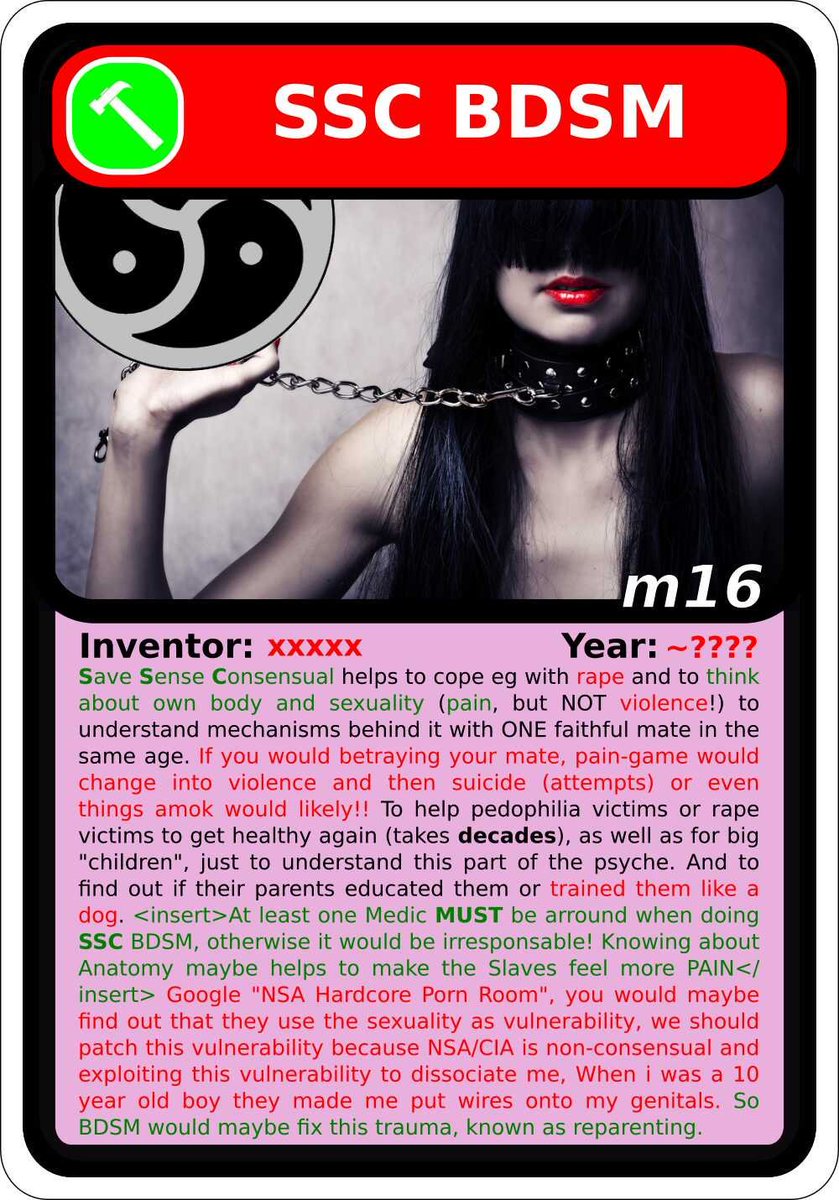 SSC BDSM
m16
Inventor: xxxxx Year: ~????
Save Sense Consensual helps to cope eg with rape and to think
about own body and sexuality (pain, but NOT violence!) to
understand mechanisms behind it with ONE faithful mate in the
same age. If you would betraying your mate, pain-game would
change into violence and then suicide (attempts) or even
things amok would likely!! To help pedophilia victims or rape
victims to get healthy again (takes decades), as well as for big
"children", just to understand this part of the psyche. And to
find out if their parents educated them or trained them like a
dog. <insert>At least one Medic MUST be arround when doing
SSC BDSM, otherwise it would be irresponsable! Knowing about
Anatomy maybe helps to make the Slaves feel more PAIN</
insert> Google "NSA Hardcore Porn Room", you would maybe
find out that they use the sexuality as vulnerability, we should
patch this vulnerability because NSA/CIA is non-consensual and
exploiting this vulnerability to dissociate me, When i was a 10
year old boy they made me put wires onto my genitals. So
BDSM would maybe fix this trauma, known as reparenting.